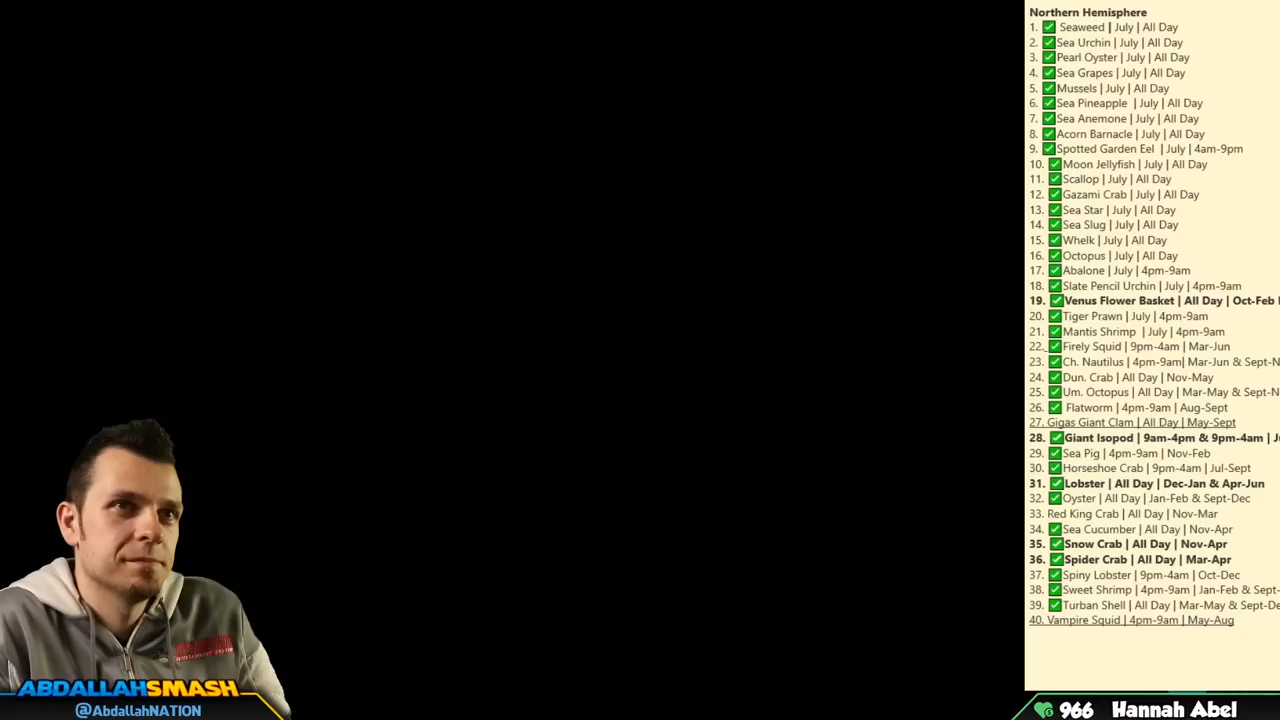 Northern Hemisphere
1. ✅ Seaweed | July | All Day
2. ✅Sea Urchin | July | All Day
3. ✅Pearl Oyster | July | All Day
4. ✅Sea Grapes | July | All Day
5. ✅Mussels | July | All Day
6. ✅Sea Pineapple | July | All Day
7. ✅Sea Anemone | July | All Day
8. ✅Acorn Barnacle | July | All Day
9. ✅Spotted Garden Eel | July | 4am-9pm
10. ✅Moon Jellyfish | July | All Day
11. ✅Scallop | July | All Day
12. ✅Gazami Crab | July | All Day
13. ✅Sea Star | July | All Day
14. ✅Sea Slug | July | All Day
15. ✅Whelk | July | All Day
16. ✅Octopus | July | All Day
17. ✅Abalone | July | 4pm-9am
18. ✅Slate Pencil Urchin | July | 4pm-9am
19. ✅Venus Flower Basket | All Day | Oct-Feb
20. ✅Tiger Prawn | July | 4pm-9am
21. ✅Mantis Shrimp | July | 4pm-9am
22. ✅Firely Squid | 9pm-4am | Mar-Jun
23. ✅Ch. Nautilus | 4pm-9am| Mar-Jun & Sept-N
24. ✅Dun. Crab | All Day | Nov-May
25. ✅Um. Octopus | All Day | Mar-May & Sept-N
26. ✅ Flatworm | 4pm-9am | Aug-Sept
27. Gigas Giant Clam | All Day | May-Sept
28. ✅Giant Isopod | 9am-4pm & 9pm-4am | J
29. ✅Sea Pig | 4pm-9am | Nov-Feb
30. ✅Horseshoe Crab | 9pm-4am | Jul-Sept
31. ✅Lobster | All Day | Dec-Jan & Apr-Jun
32. ✅Oyster | All Day | Jan-Feb & Sept-Dec
33. Red King Crab | All Day | Nov-Mar
34. ✅Sea Cucumber | All Day | Nov-Apr
35. ✅Snow Crab | All Day | Nov-Apr
36. ✅Spider Crab | All Day | Mar-Apr
37. ✅Spiny Lobster | 9pm-4am | Oct-Dec
38. ✅Sweet Shrimp | 4pm-9am | Jan-Feb & Sept-
39. ✅Turban Shell | All Day | Mar-May & Sept-De
40. Vampire Squid | 4pm-9am | May-Aug
ABDALLAHSMASH
@AbdallahNATION
966 Hannah Abel